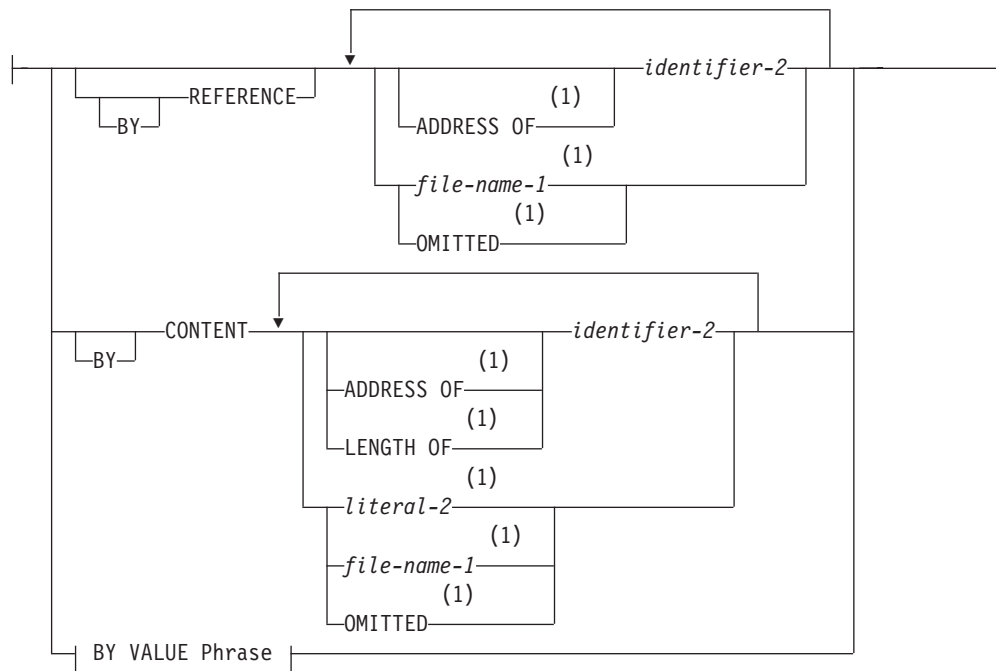 identifier-2
REFERENCE (1)
BY ADDRESS OF
(1)
file-name-1
(1)
OMITTED
CONTENT identifier-2
BY (1)
ADDRESS OF
(1)
LENGTH OF
(1)
literal-2
(1)
file-name-1
(1)
OMITTED
BY VALUE Phrase